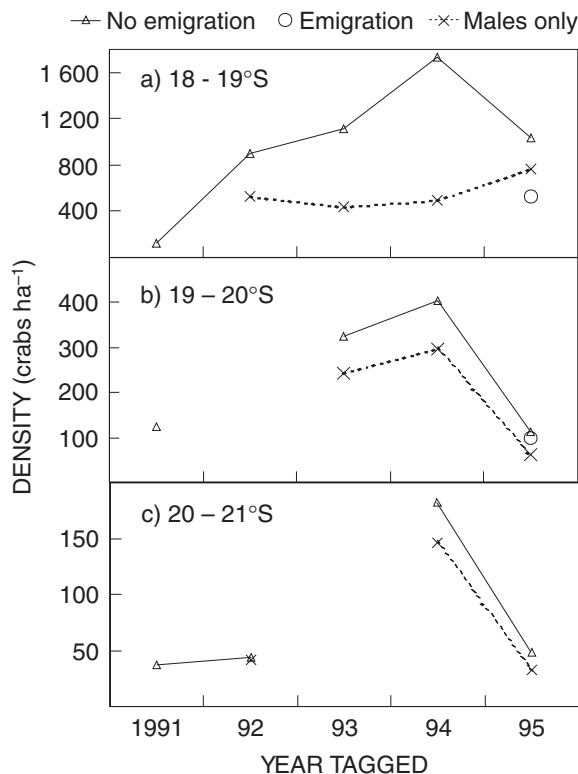 No emigration Emigration Males only
a) 18 - 19°S
1 600
1 200
800
400
b) 19 – 20°S
400
300
200
100
c) 20 – 21°S
150
100
50
DENSITY (crabs ha⁻¹)
1991 92 93 94 95
YEAR TAGGED